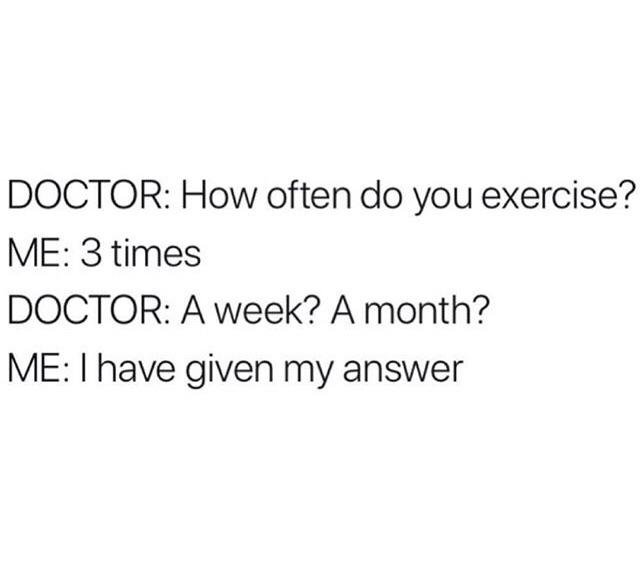 DOCTOR: How often do you exercise?
ME: 3 times
DOCTOR: A week? A month?
ME: I have given my answer